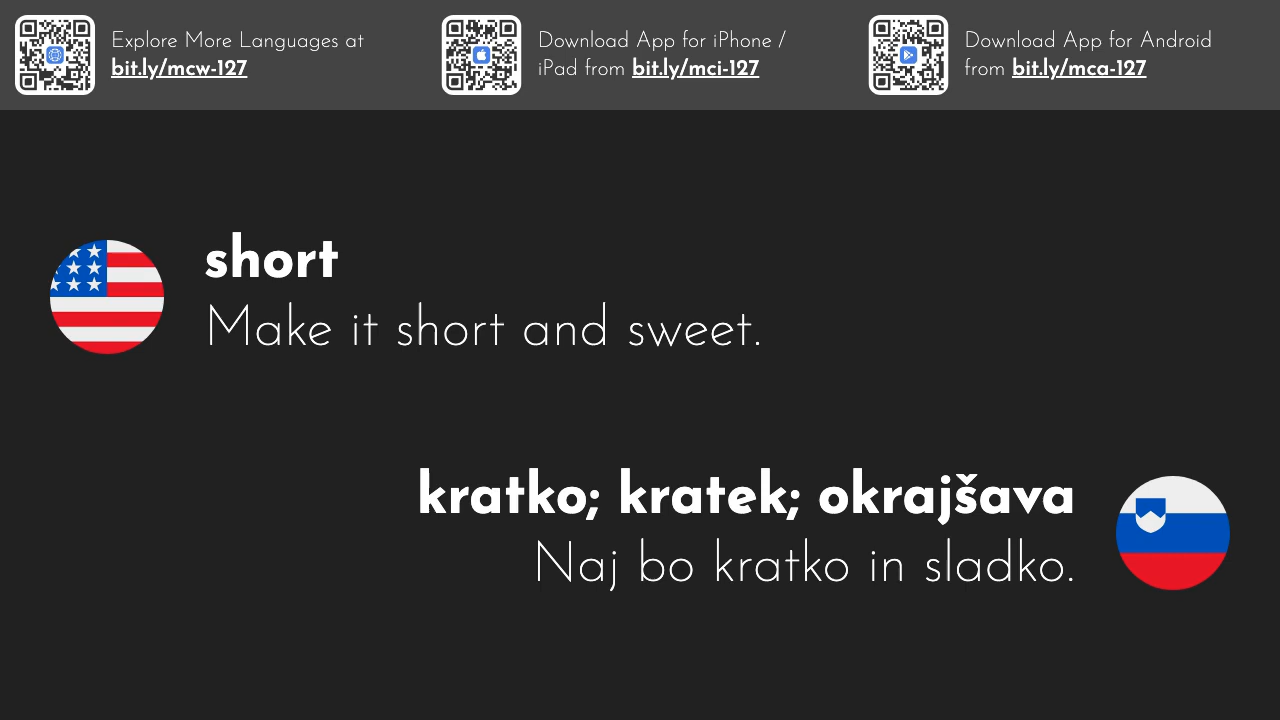 Explore More Languages at
bit.ly/mcw-127
Download App for iPhone /
iPad from bit.ly/mci-127
Download App for Android
from bit.ly/mca-127
short
Make it short and sweet.
kratko; kratek; okrajšava
Naj bo kratko in sladko.